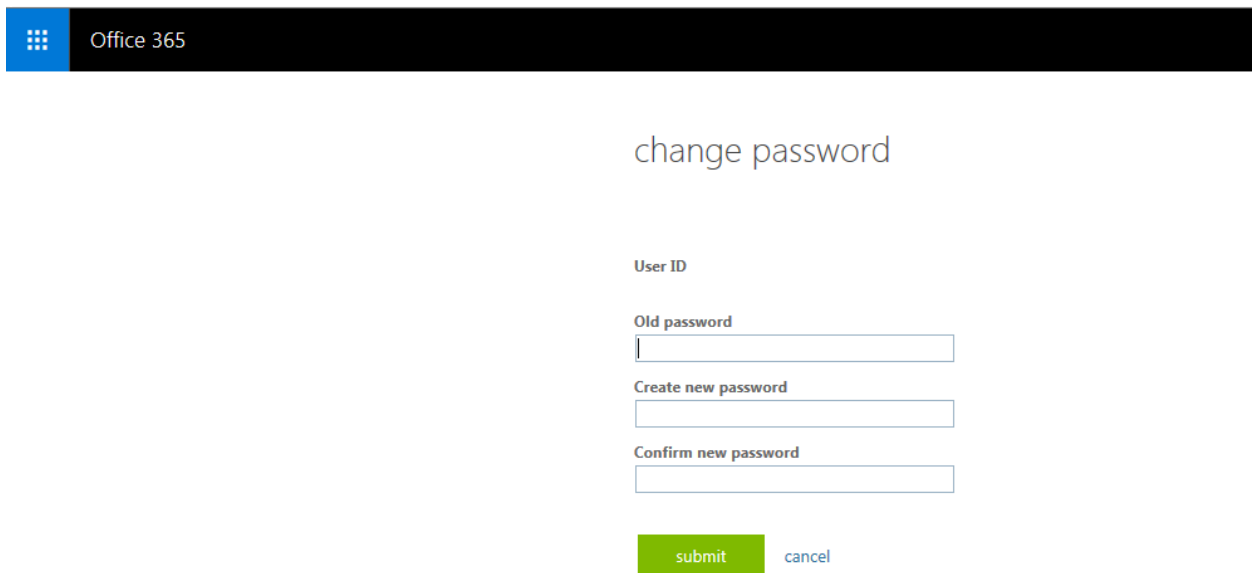 Office 365
change password
User ID
Old password
Create new password
Confirm new password
submit cancel